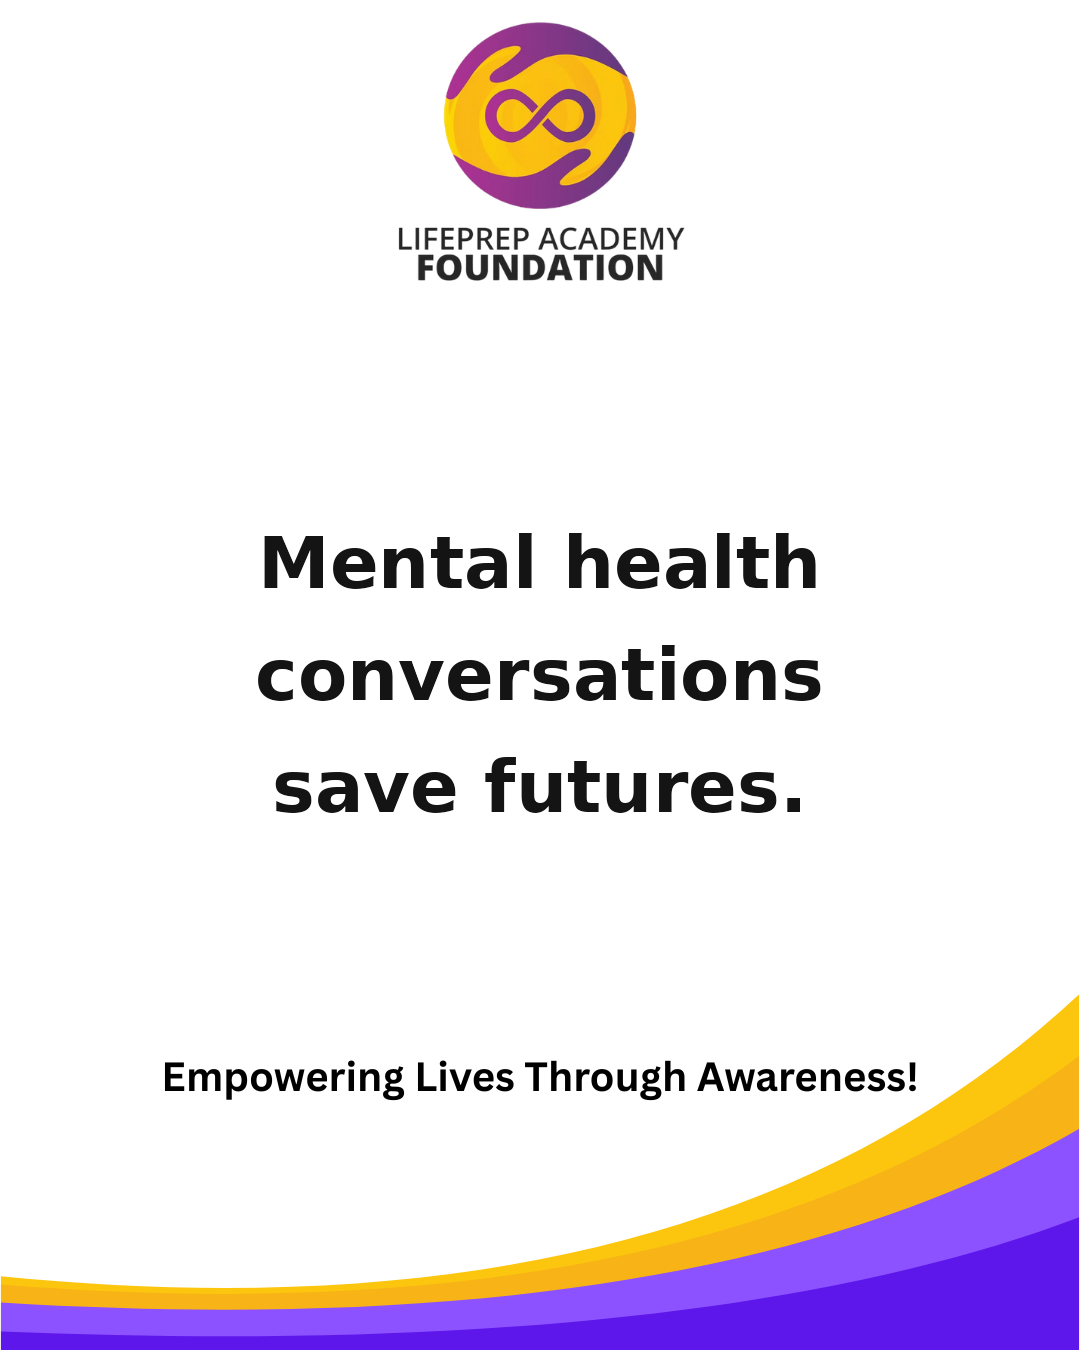 LIFEPREP ACADEMY
FOUNDATION
Mental health
conversations
save futures.
Empowering Lives Through Awareness!